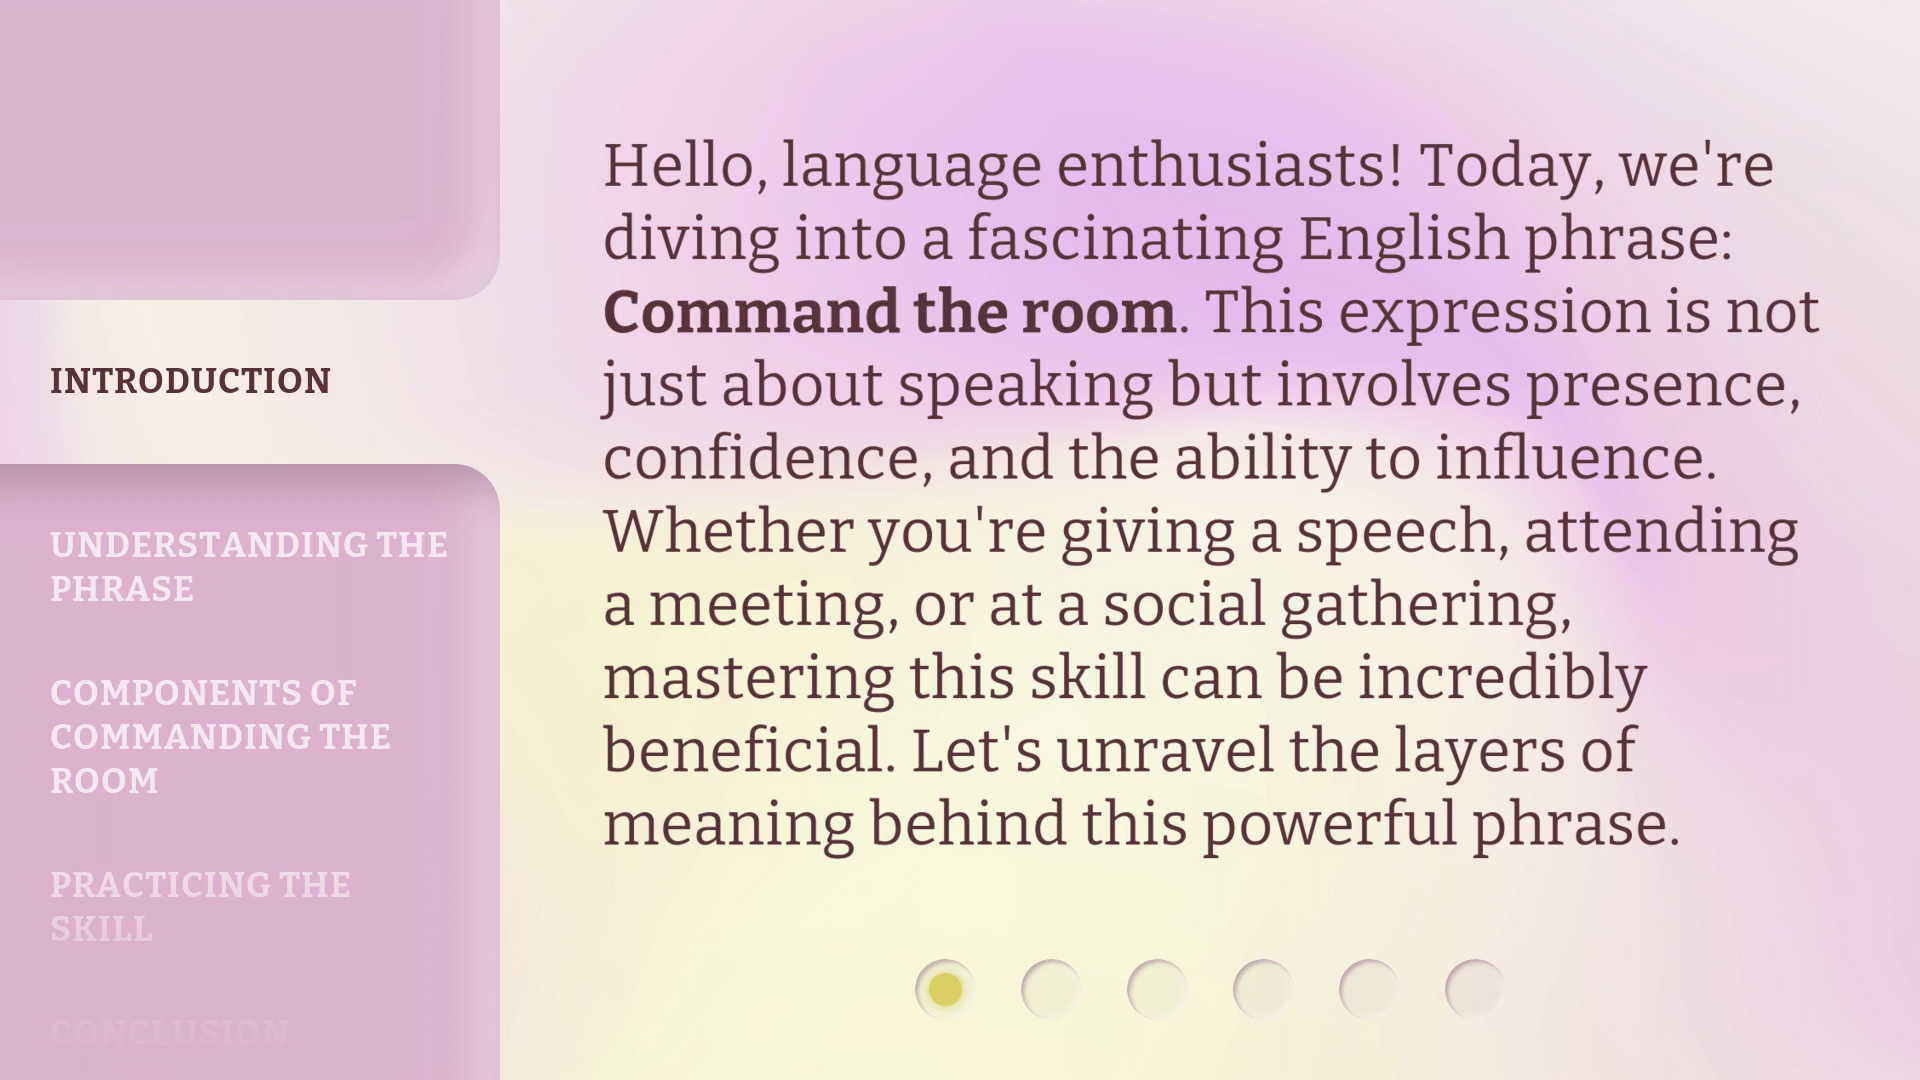 INTRODUCTION
UNDERSTANDING THE
PHRASE
COMPONENTS OF
COMMANDING THE
ROOM
PRACTICING THE
SKILL
CONCLUSION
Hello, language enthusiasts! Today, we're
diving into a fascinating English phrase:
Command the room. This expression is not
just about speaking but involves presence,
confidence, and the ability to influence.
Whether you're giving a speech, attending
a meeting, or at a social gathering,
mastering this skill can be incredibly
beneficial. Let's unravel the layers of
meaning behind this powerful phrase.